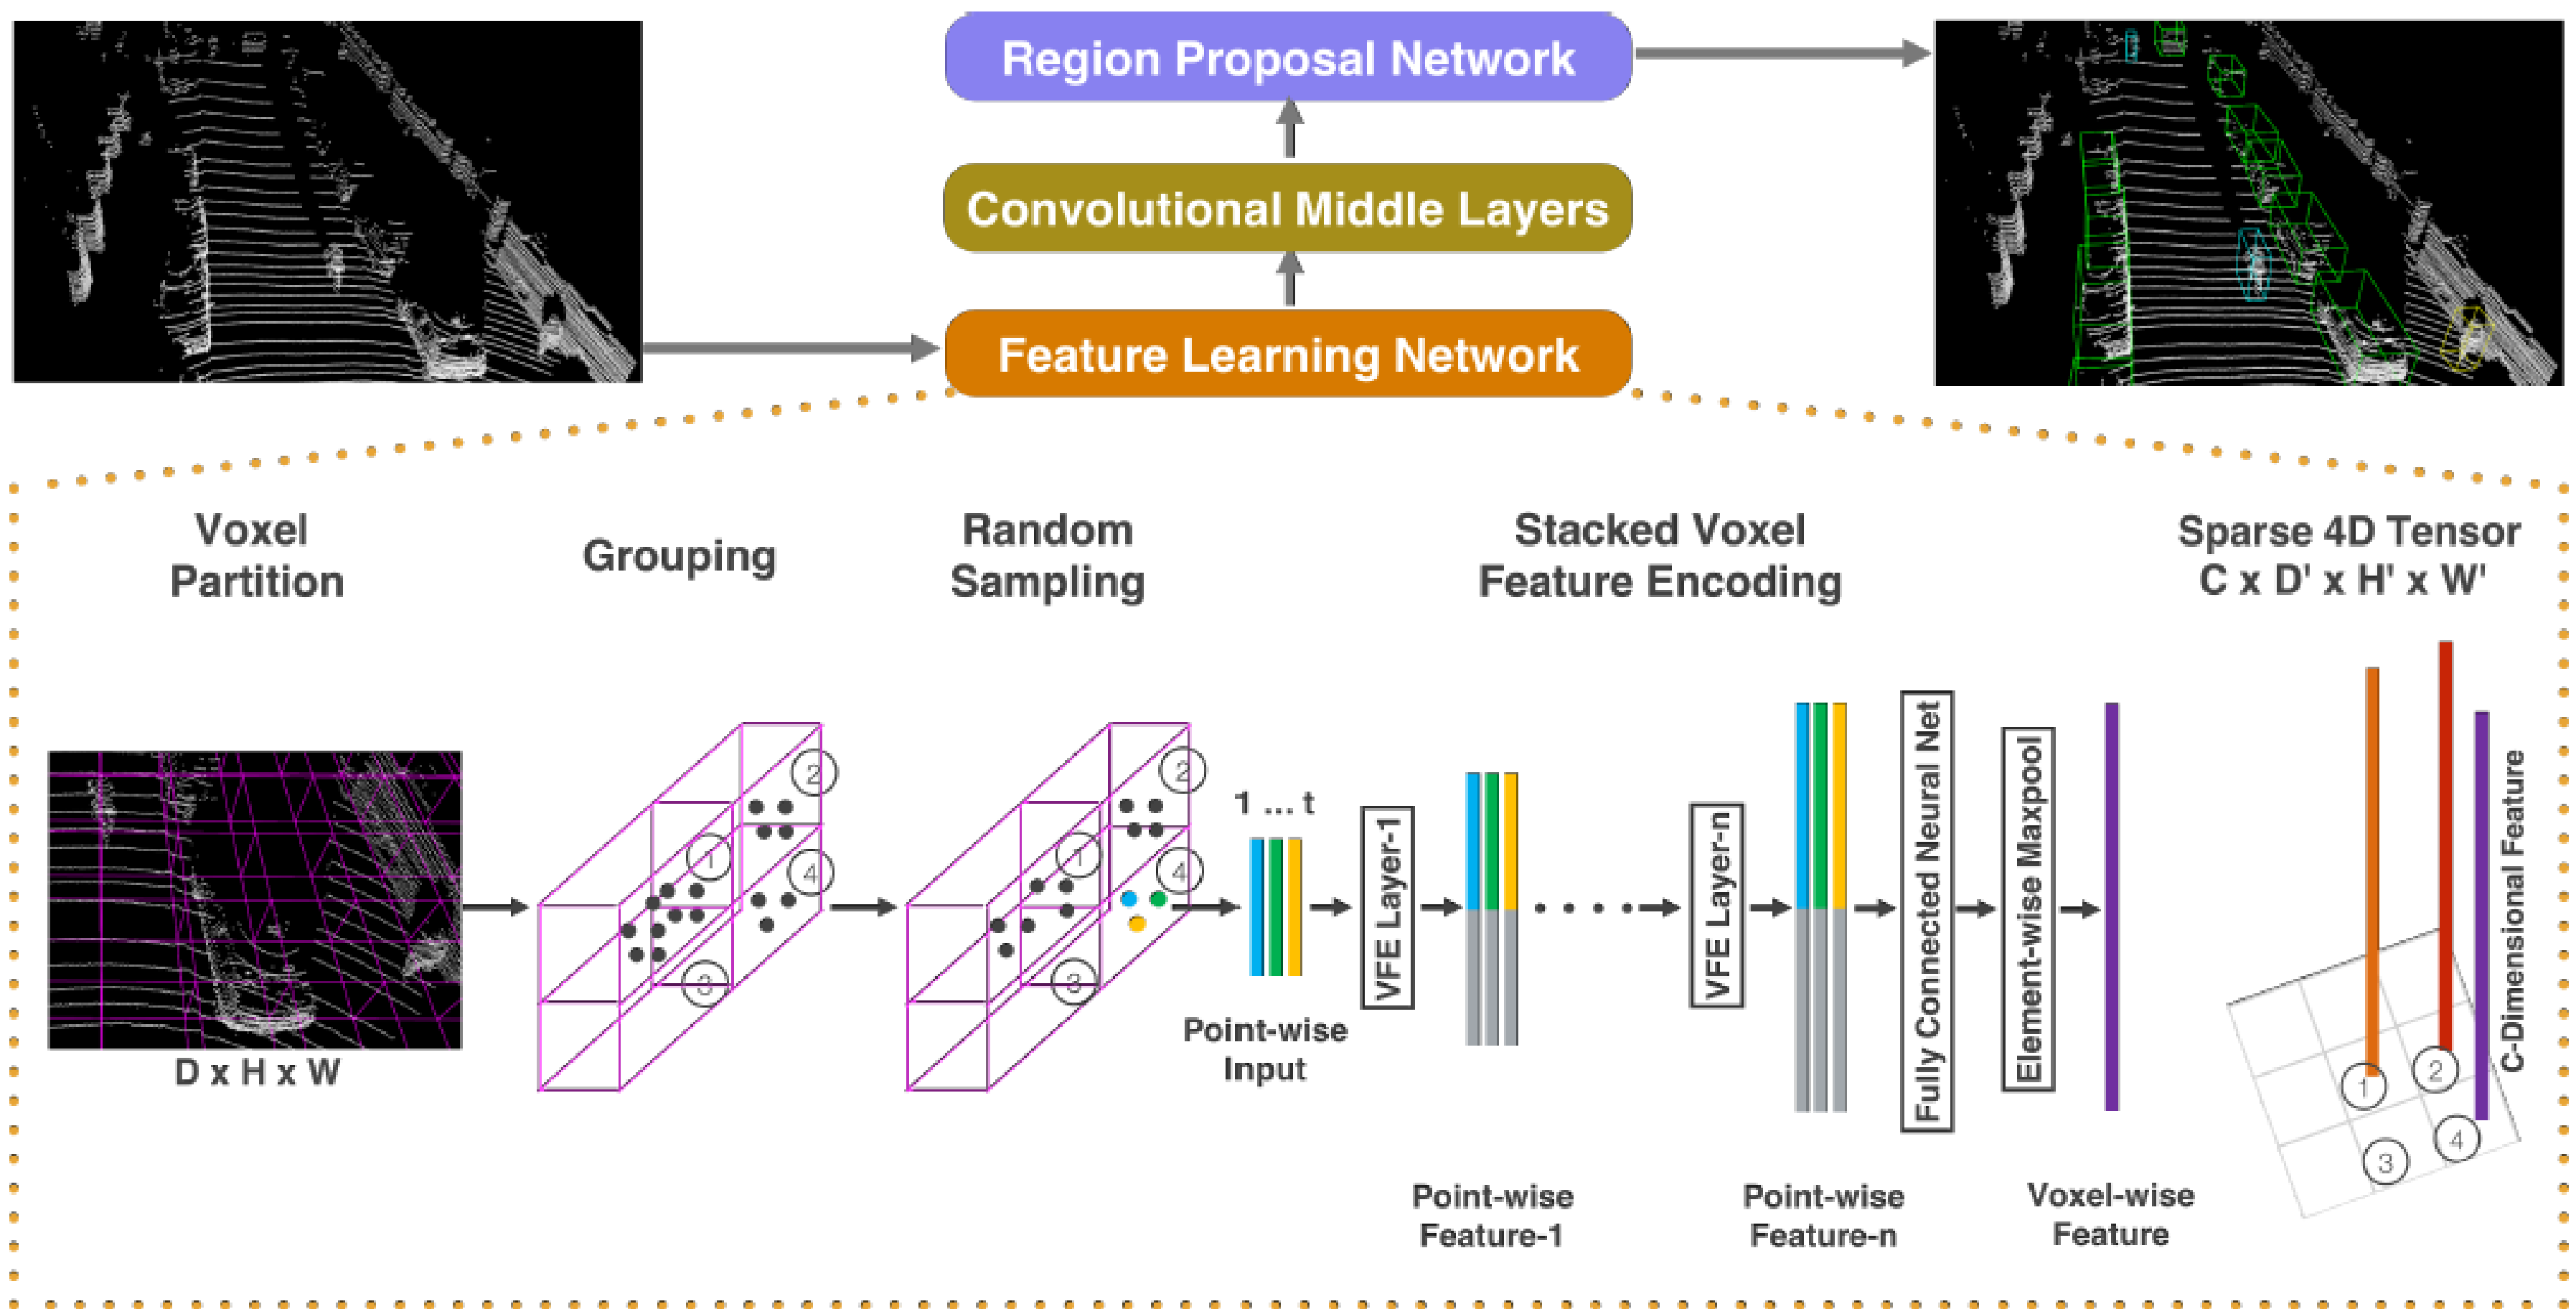 Region Proposal Network
Convolutional Middle Layers
Feature Learning Network
Voxel
Partition
Grouping
Random
Sampling
Stacked Voxel
Feature Encoding
Sparse 4D Tensor
C x D' x H' x W'
D x H x W
1
2
3
4
1
2
3
4
1 ... t
Point-wise
Input
VFE Layer-1
Point-wise
Feature-1
VFE Layer-n
Point-wise
Feature-n
Fully Connected Neural Net
Element-wise Maxpool
Voxel-wise
Feature
C-Dimensional Feature
1
2
3
4